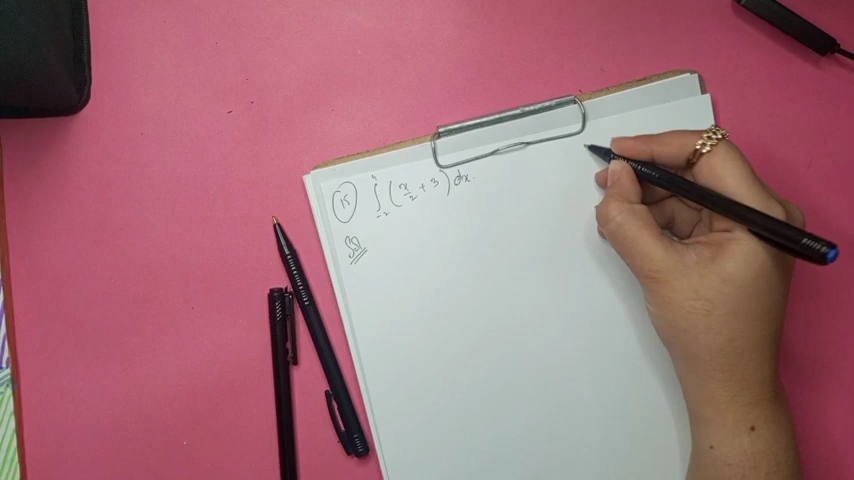 (15) ∫₋₂⁴ (x/2 + 3) dx.
Sol